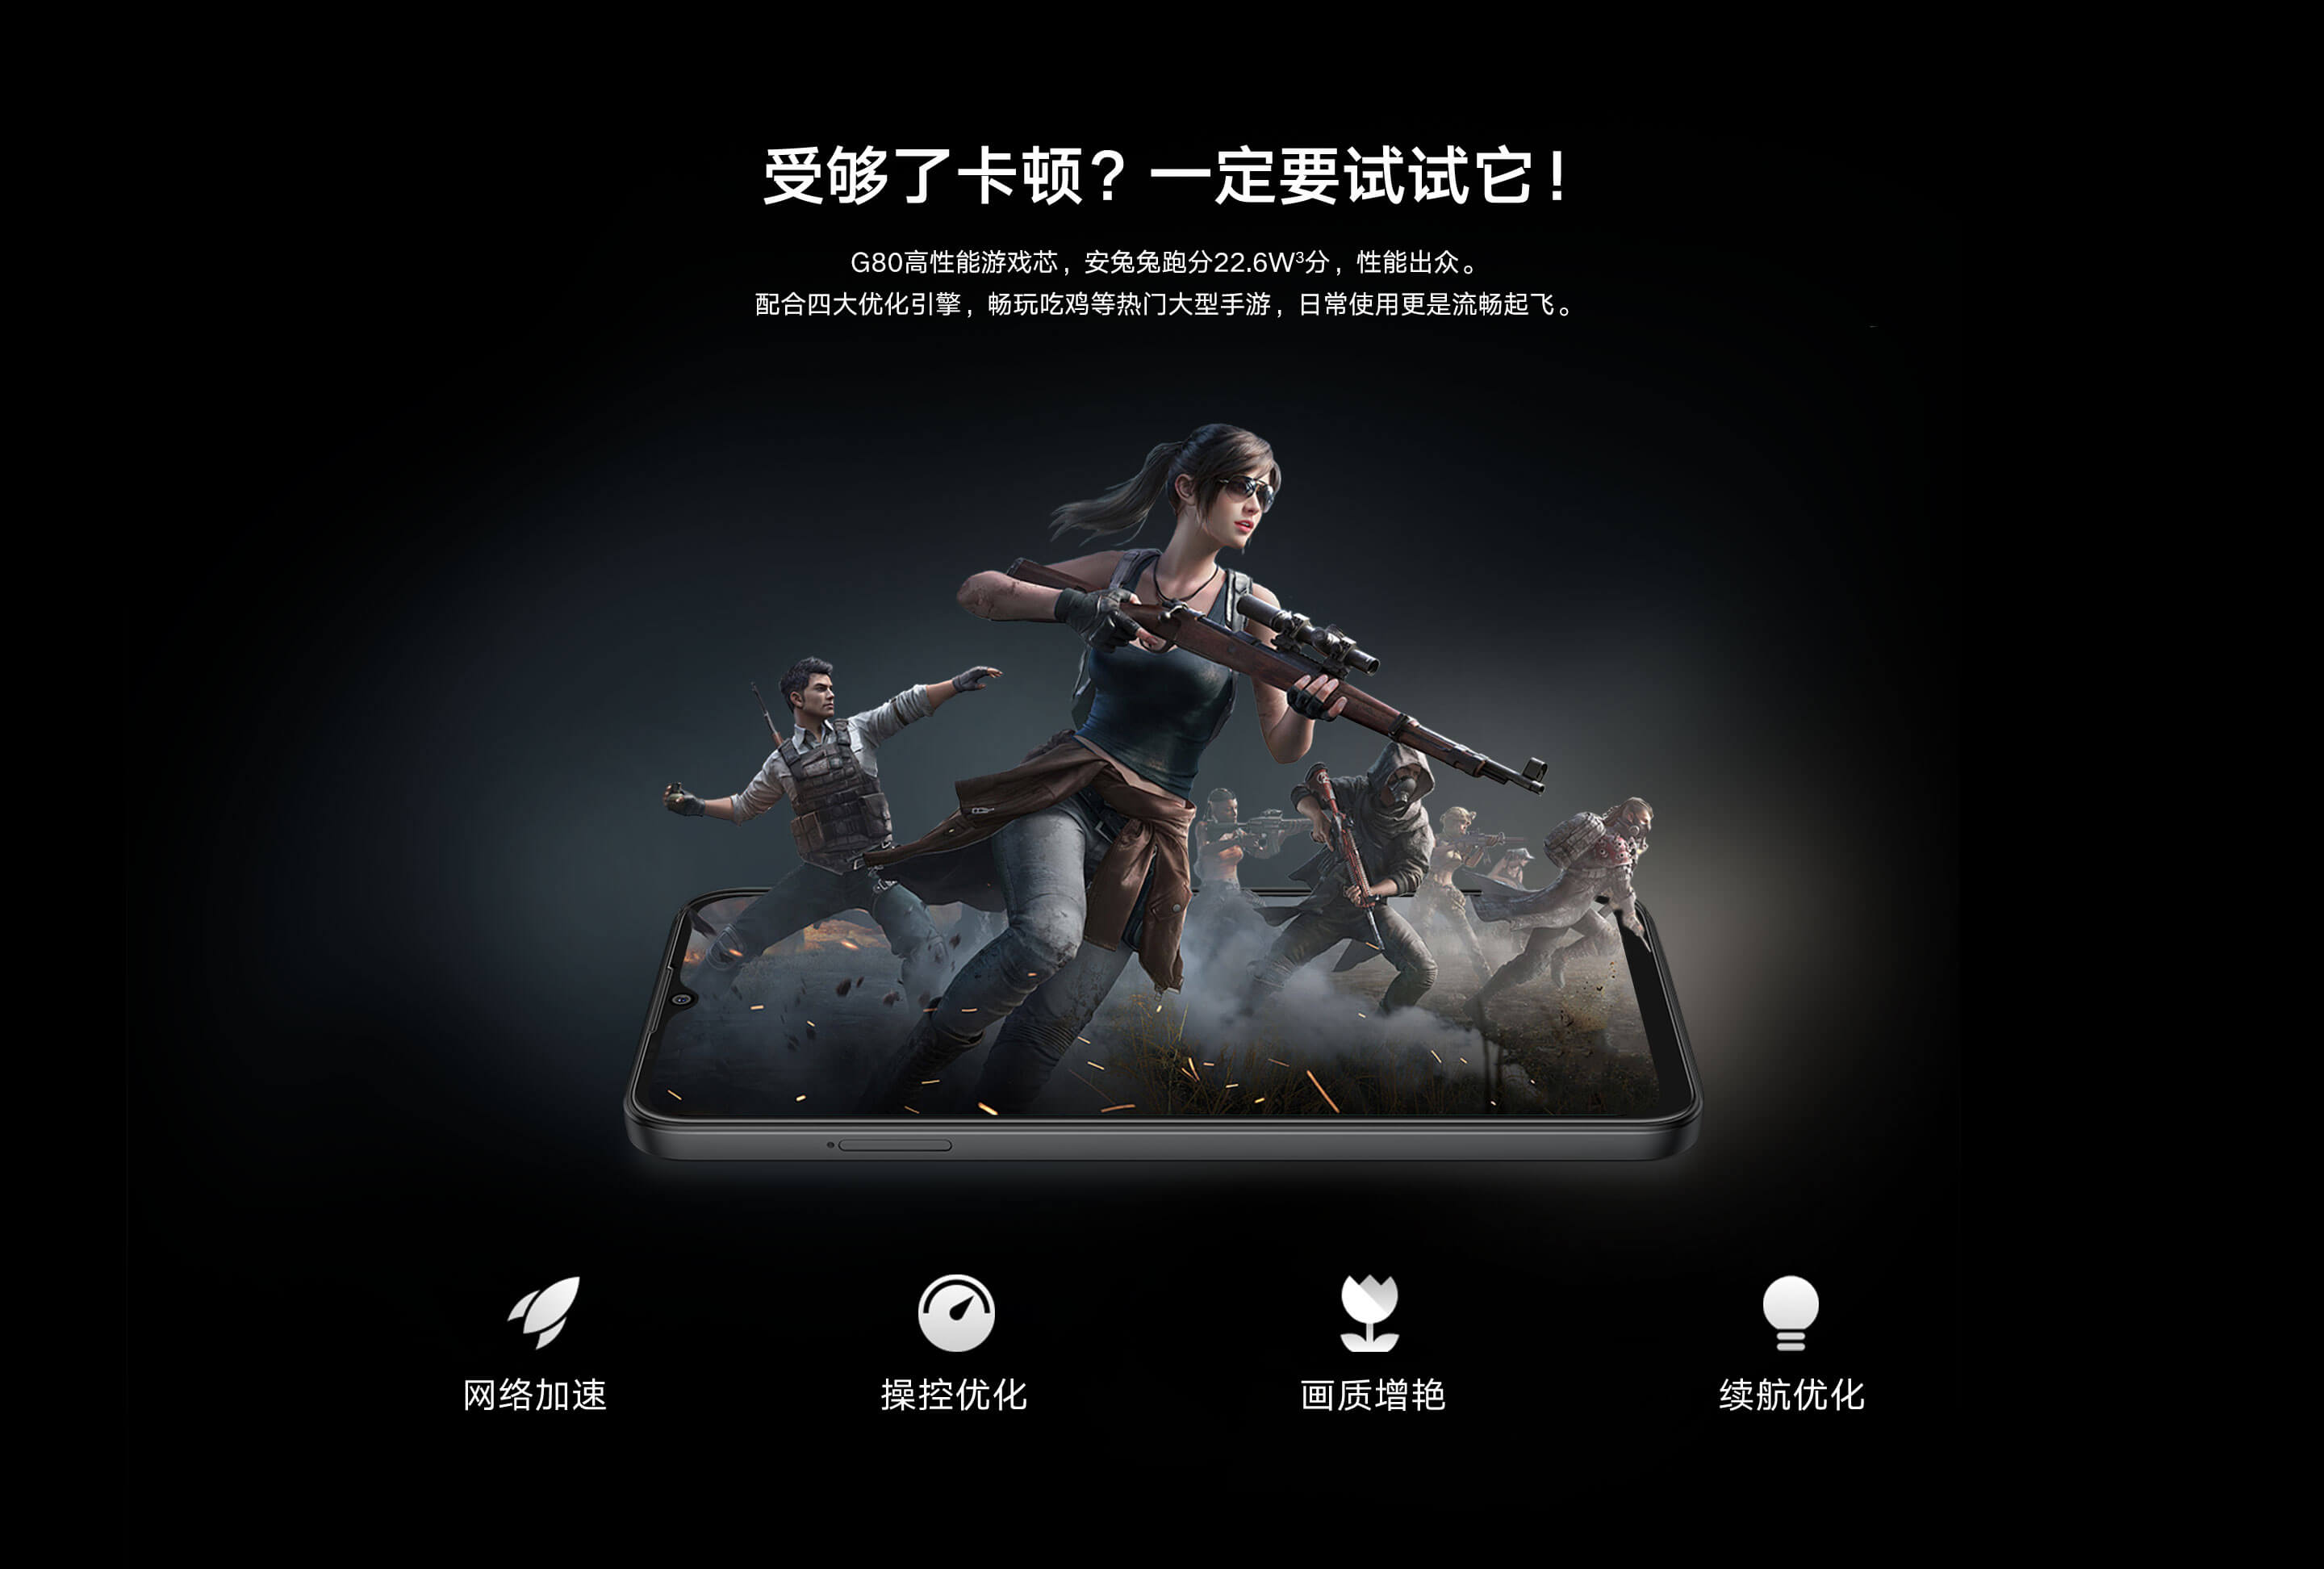 受够了卡顿？一定要试试它！
G80高性能游戏芯，安兔兔跑分22.6W³分，性能出众。
配合四大优化引擎，畅玩吃鸡等热门大型手游，日常使用更是流畅起飞。
网络加速
操控优化
画质增艳
续航优化